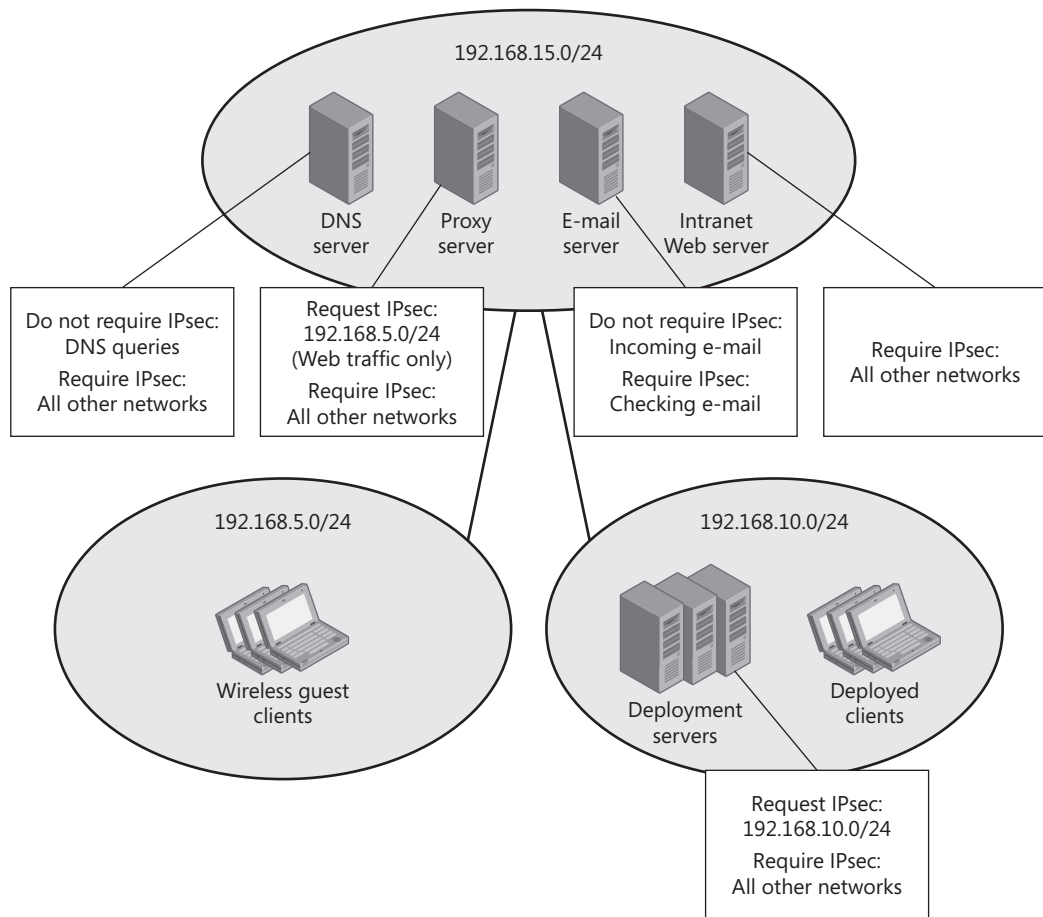 192.168.15.0/24
DNS
server
Proxy
server
E-mail
server
Intranet
Web server
Do not require IPsec:
DNS queries
Require IPsec:
All other networks
Request IPsec:
192.168.5.0/24
(Web traffic only)
Require IPsec:
All other networks
Do not require IPsec:
Incoming e-mail
Require IPsec:
Checking e-mail
Require IPsec:
All other networks
192.168.5.0/24
Wireless guest
clients
192.168.10.0/24
Deployment
servers
Deployed
clients
Request IPsec:
192.168.10.0/24
Require IPsec:
All other networks